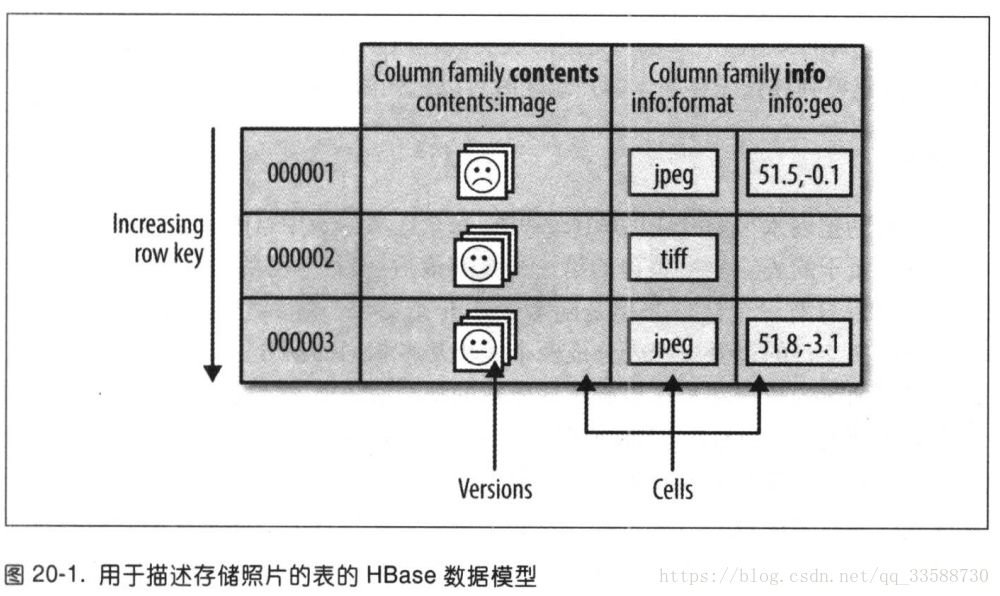 Column family contents
contents:image
Column family info
info:format info:geo
Increasing
row key
000001
jpeg
51.5,-0.1
000002
tiff
000003
jpeg
51.8,-3.1
Versions
Cells
图 20-1. 用于描述存储照片的表的 HBase 数据模型
https://blog.csdn.net/qq_33588730